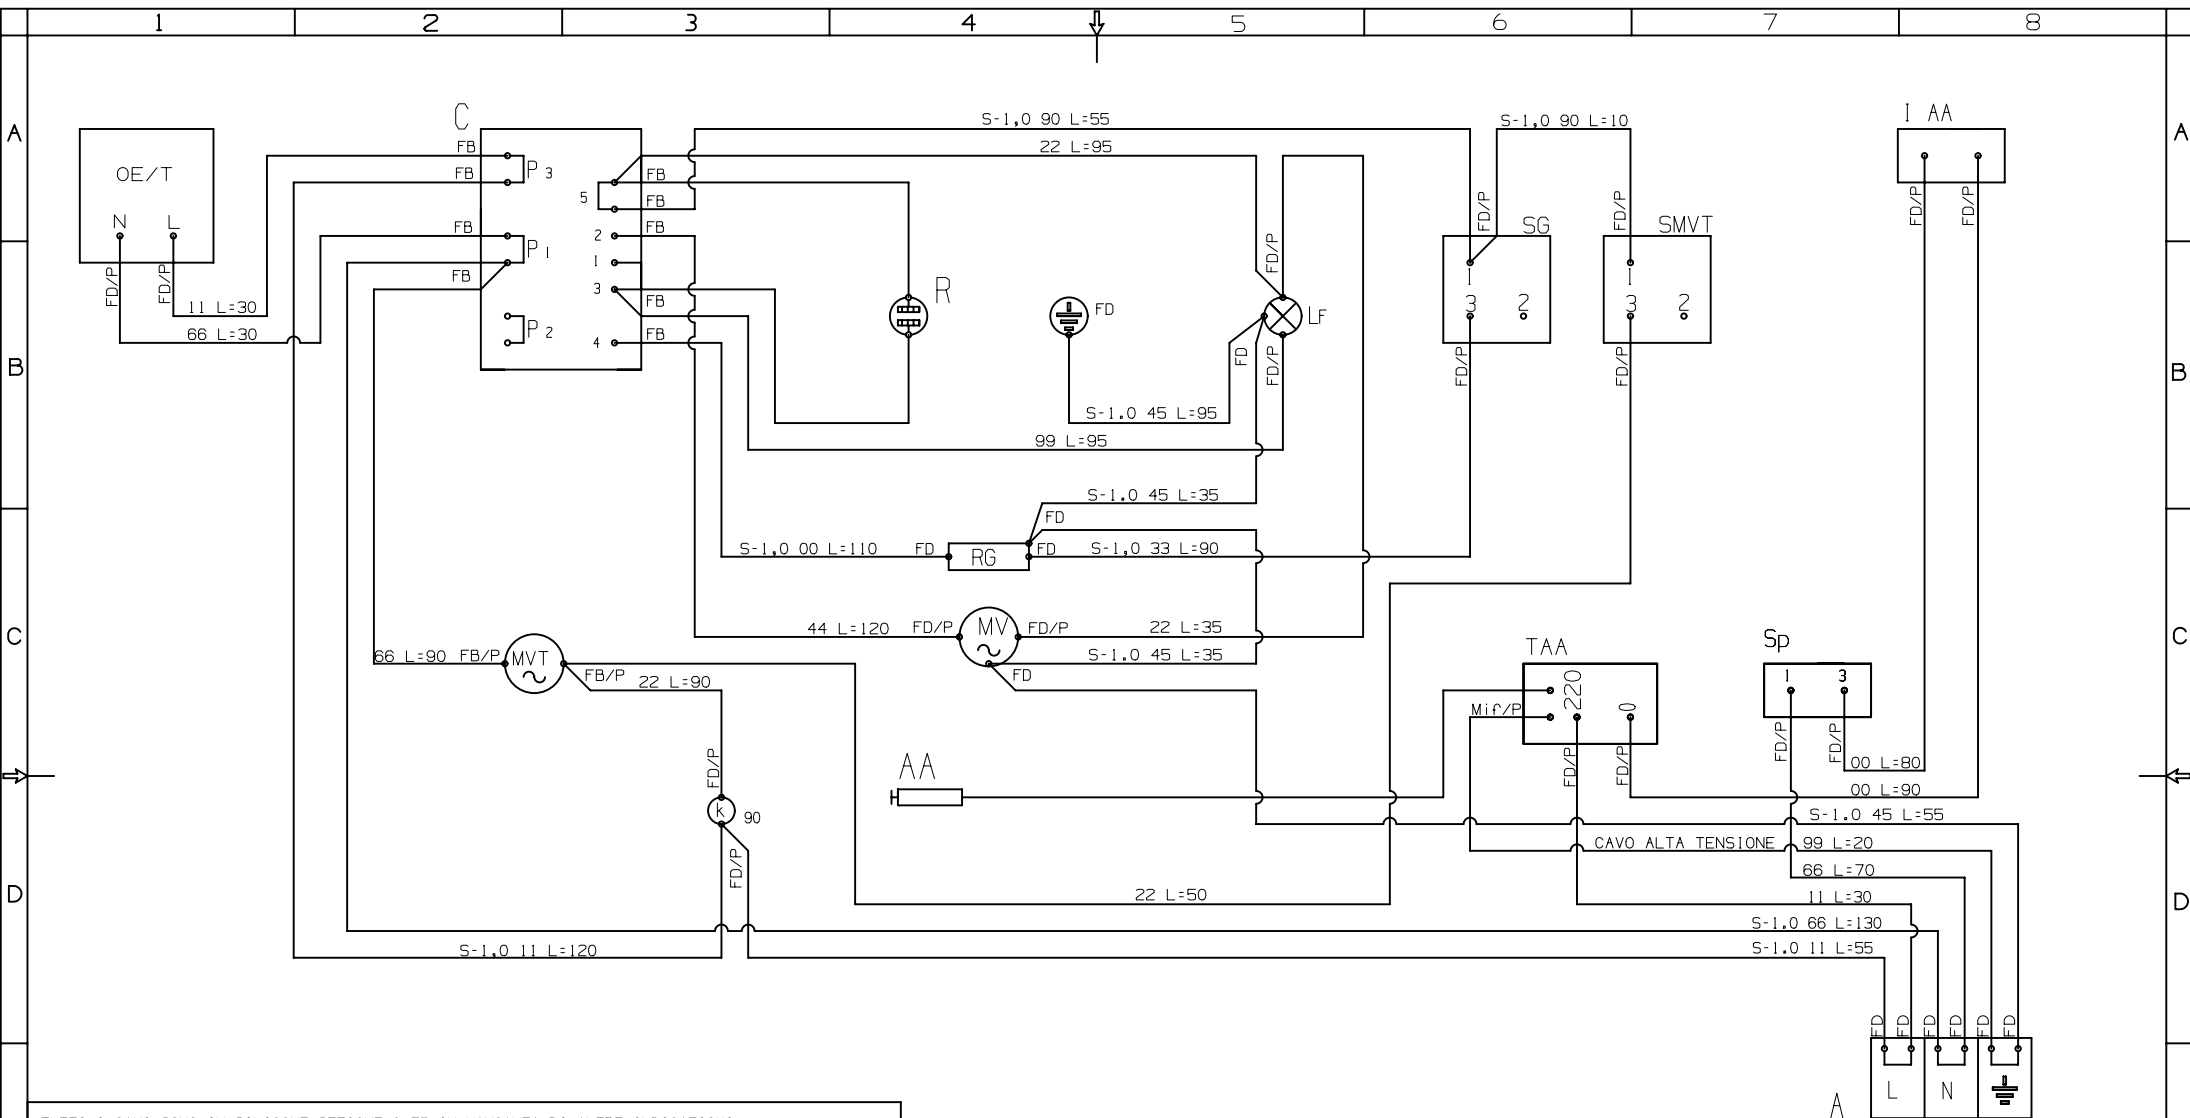 1 2 3 4 5 6 7 8
A A
C
S-1,0 90 L=55
S-1,0 90 L=10
I AA
22 L=95
FB
FB
P 3
FB
OE/T
5
FB
FD/P
FD/P
FD/P
FD/P
N L
FB
P 1
2
FB
SG
SMVT
1
FD/P
FD/P
FD/P
FB
3
FB
R
FD
LF
1
3 2
1
3 2
11 L=30
66 L=30
P 2
4
FB
B B
FD
FD/P
FD/P
FD/P
S-1.0 45 L=95
99 L=95
S-1.0 45 L=35
FD
S-1,0 00 L=110
FD
RG
FD
S-1,0 33 L=90
C C
44 L=120
FD/P
MV
FD/P
22 L=35
TAA
Sp
66 L=90
FB/P
MVT
S-1.0 45 L=35
FB/P
22 L=90
FD
220
0
1 3
Mif/P
FD/P
AA
FD/P
FD/P
FD/P
FD/P
00 L=80
00 L=90
k
90
S-1.0 45 L=55
CAVO ALTA TENSIONE
99 L=20
FD/P
66 L=70
D D
22 L=50
11 L=30
S-1.0 66 L=130
S-1,0 11 L=120
S-1.0 11 L=55
FD FD FD FD FD FD
L N
A